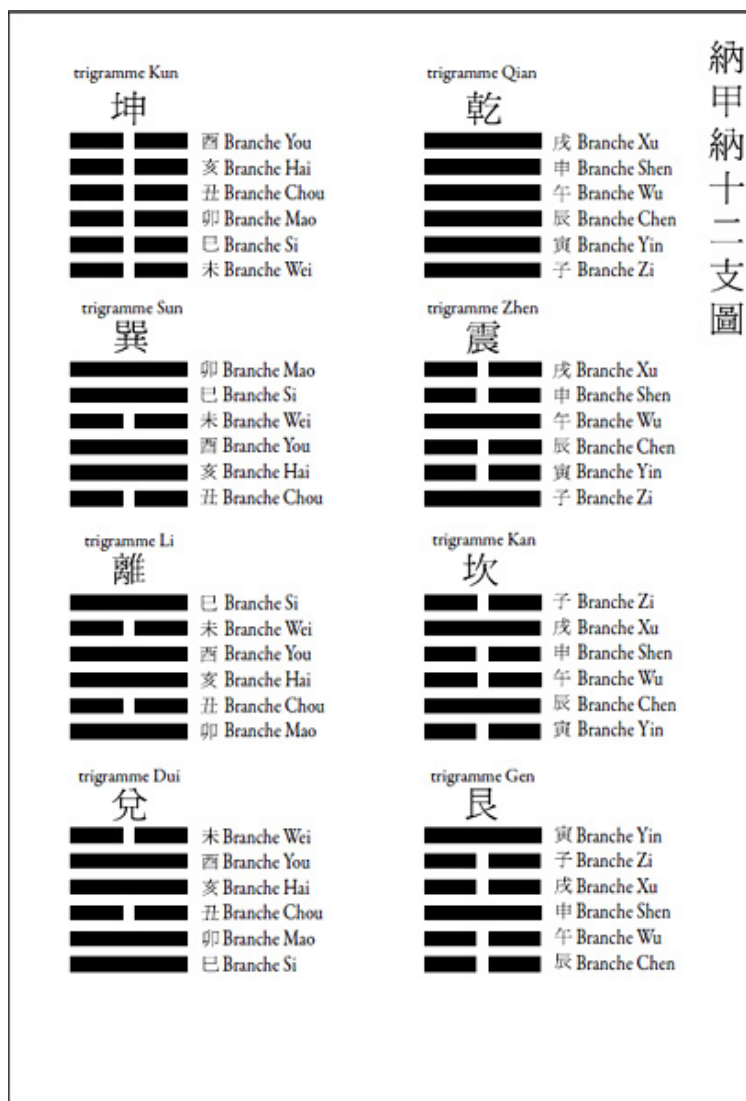 納甲納十二支圖
trigramme Qian
乾
戌 Branche Xu
申 Branche Shen
午 Branche Wu
辰 Branche Chen
寅 Branche Yin
子 Branche Zi
trigramme Kun
坤
酉 Branche You
亥 Branche Hai
丑 Branche Chou
卯 Branche Mao
巳 Branche Si
未 Branche Wei
trigramme Zhen
震
戌 Branche Xu
申 Branche Shen
午 Branche Wu
辰 Branche Chen
寅 Branche Yin
子 Branche Zi
trigramme Sun
巽
卯 Branche Mao
巳 Branche Si
未 Branche Wei
酉 Branche You
亥 Branche Hai
丑 Branche Chou
trigramme Kan
坎
子 Branche Zi
戌 Branche Xu
申 Branche Shen
午 Branche Wu
辰 Branche Chen
寅 Branche Yin
trigramme Li
離
巳 Branche Si
未 Branche Wei
酉 Branche You
亥 Branche Hai
丑 Branche Chou
卯 Branche Mao
trigramme Gen
艮
寅 Branche Yin
子 Branche Zi
戌 Branche Xu
申 Branche Shen
午 Branche Wu
辰 Branche Chen
trigramme Dui
兌
未 Branche Wei
酉 Branche You
亥 Branche Hai
丑 Branche Chou
卯 Branche Mao
巳 Branche Si